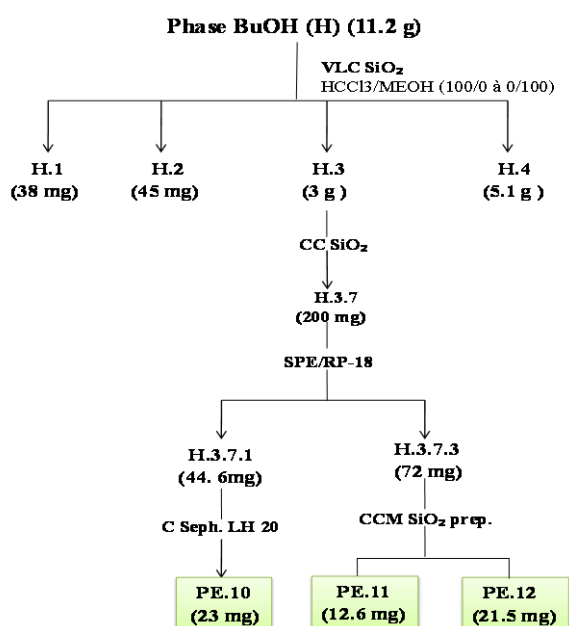 Phase BuOH (H) (11.2 g)
VLC SiO₂
HCCl3/MEOH (100/0 à 0/100)
H.1
(38 mg)
H.2
(45 mg)
H.3
(3 g )
H.4
(5.1 g )
CC SiO₂
H.3.7
(200 mg)
SPE/RP-18
H.3.7.1
(44. 6mg)
H.3.7.3
(72 mg)
C Seph. LH 20
CCM SiO₂ prep.
PE.10
(23 mg)
PE.11
(12.6 mg)
PE.12
(21.5 mg)